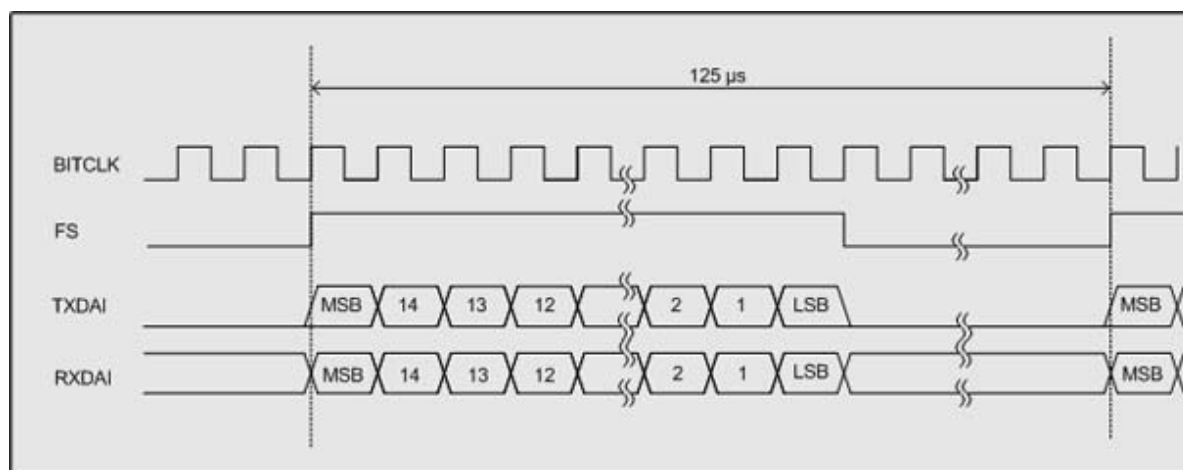 125 µs
BITCLK
FS
TXDAI MSB 14 13 12 2 1 LSB MSB
RXDAI MSB 14 13 12 2 1 LSB MSB